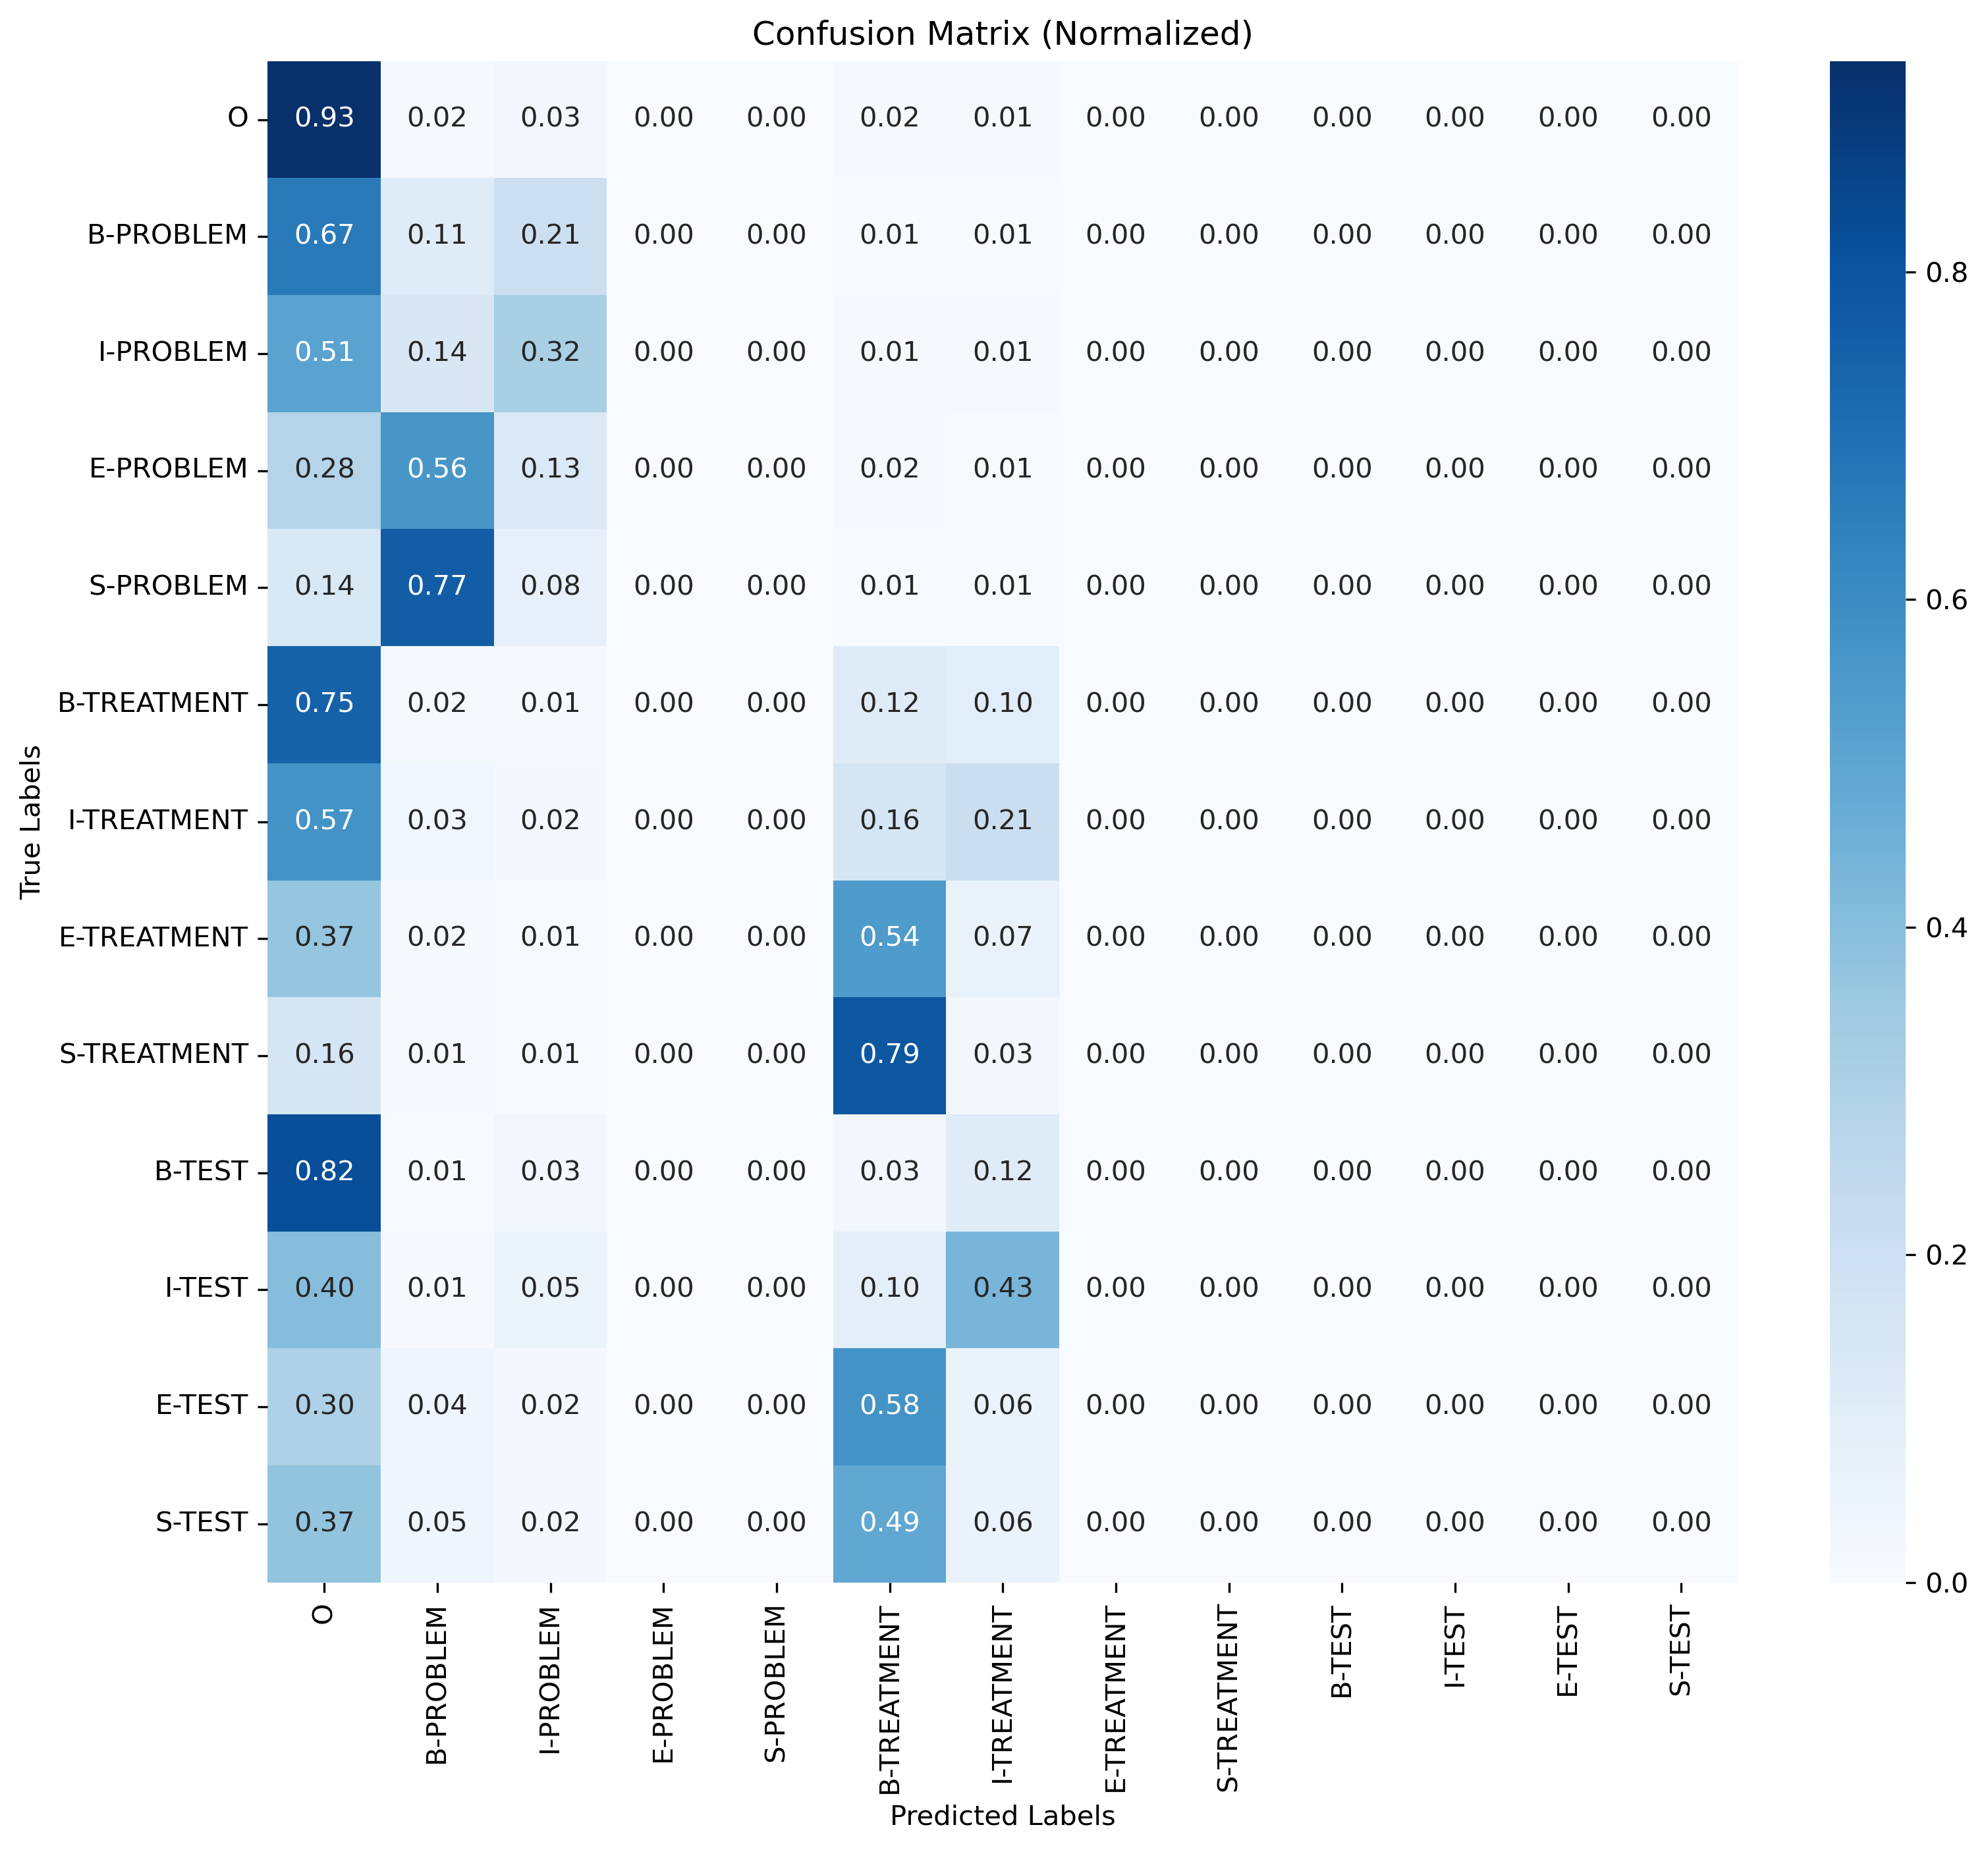 Confusion Matrix (Normalized)
O 0.93 0.02 0.03 0.00 0.00 0.02 0.01 0.00 0.00 0.00 0.00 0.00 0.00
B-PROBLEM 0.67 0.11 0.21 0.00 0.00 0.01 0.01 0.00 0.00 0.00 0.00 0.00 0.00
I-PROBLEM 0.51 0.14 0.32 0.00 0.00 0.01 0.01 0.00 0.00 0.00 0.00 0.00 0.00
E-PROBLEM 0.28 0.56 0.13 0.00 0.00 0.02 0.01 0.00 0.00 0.00 0.00 0.00 0.00
S-PROBLEM 0.14 0.77 0.08 0.00 0.00 0.01 0.01 0.00 0.00 0.00 0.00 0.00 0.00
B-TREATMENT 0.75 0.02 0.01 0.00 0.00 0.12 0.10 0.00 0.00 0.00 0.00 0.00 0.00
I-TREATMENT 0.57 0.03 0.02 0.00 0.00 0.16 0.21 0.00 0.00 0.00 0.00 0.00 0.00
E-TREATMENT 0.37 0.02 0.01 0.00 0.00 0.54 0.07 0.00 0.00 0.00 0.00 0.00 0.00
S-TREATMENT 0.16 0.01 0.01 0.00 0.00 0.79 0.03 0.00 0.00 0.00 0.00 0.00 0.00
B-TEST 0.82 0.01 0.03 0.00 0.00 0.03 0.12 0.00 0.00 0.00 0.00 0.00 0.00
I-TEST 0.40 0.01 0.05 0.00 0.00 0.10 0.43 0.00 0.00 0.00 0.00 0.00 0.00
E-TEST 0.30 0.04 0.02 0.00 0.00 0.58 0.06 0.00 0.00 0.00 0.00 0.00 0.00
S-TEST 0.37 0.05 0.02 0.00 0.00 0.49 0.06 0.00 0.00 0.00 0.00 0.00 0.00
True Labels
O B-PROBLEM I-PROBLEM E-PROBLEM S-PROBLEM B-TREATMENT I-TREATMENT E-TREATMENT S-TREATMENT B-TEST I-TEST E-TEST S-TEST
Predicted Labels
0.8
0.6
0.4
0.2
0.0